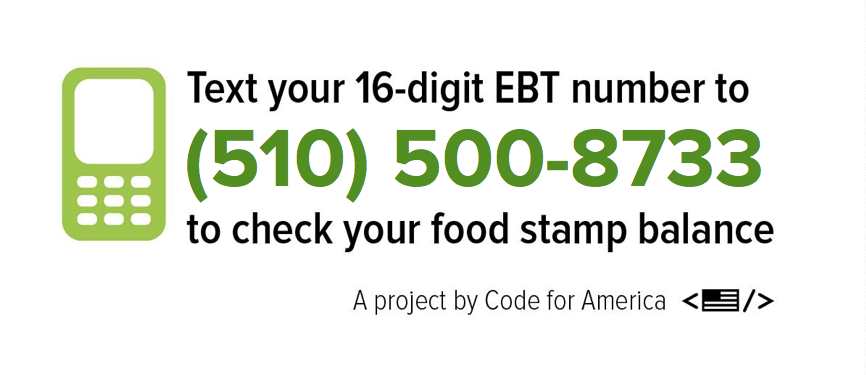 Text your 16-digit EBT number to
(510) 500-8733
to check your food stamp balance
A project by Code for America </>